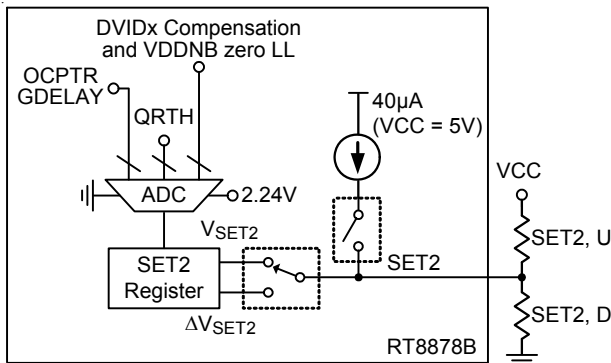 DVIDx Compensation
and VDDNB zero LL
OCPTR
GDELAY
QRTH
40µA
(VCC = 5V)
VCC
ADC
2.24V
VSET2
SET2
Register
ΔVSET2
SET2
SET2, U
SET2, D
RT8878B